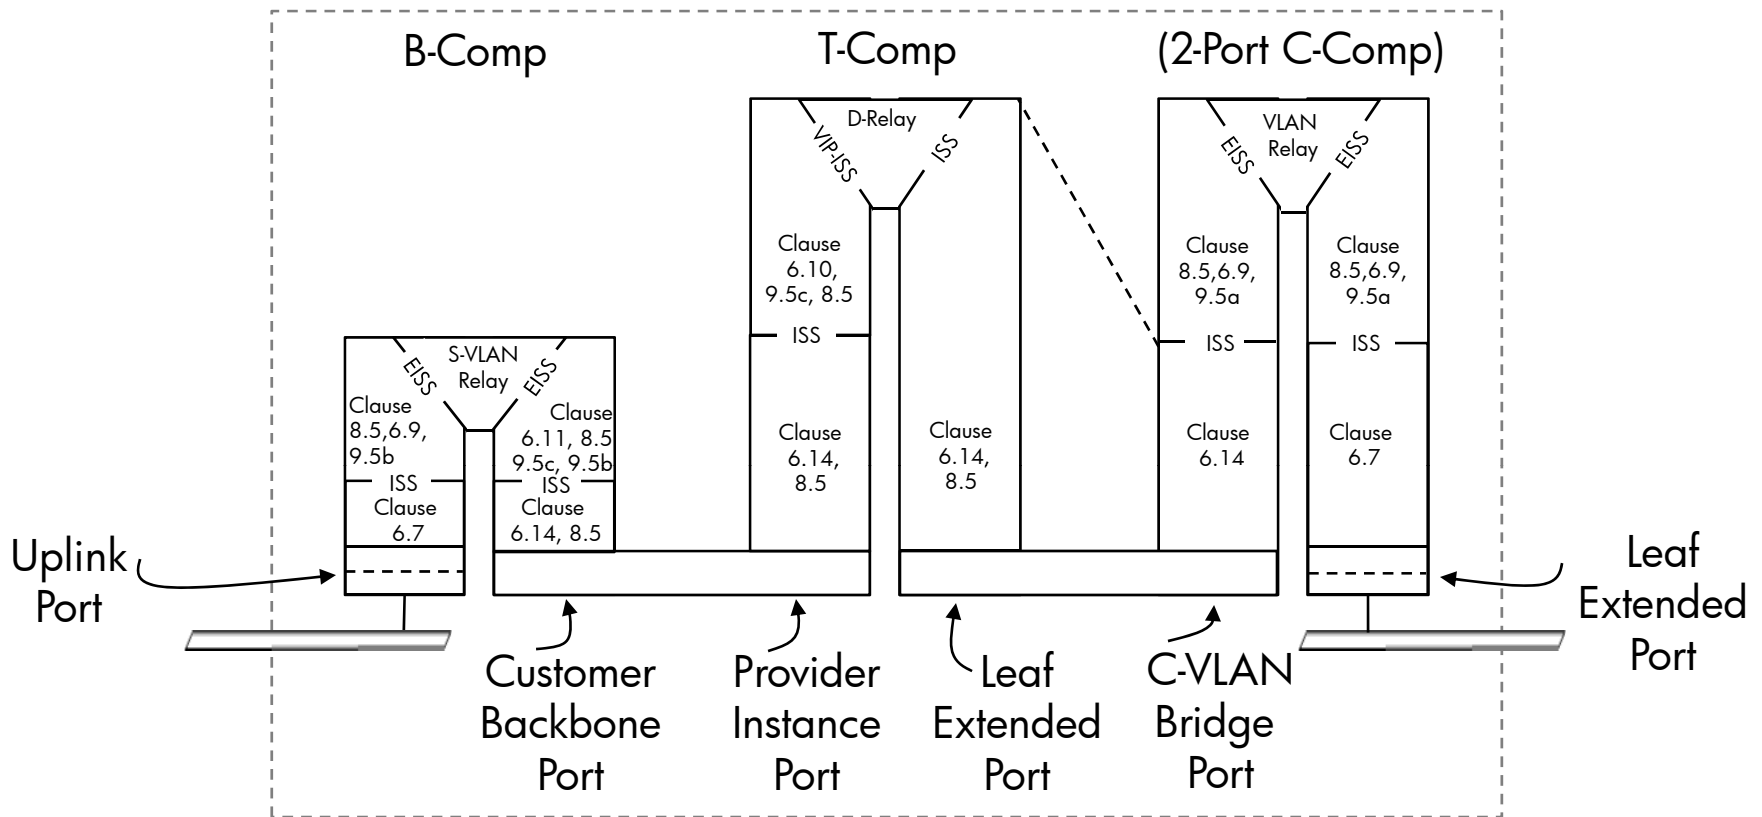 B-Comp
T-Comp
(2-Port C-Comp)
D-Relay
VIP-ISS
ISS
Clause
6.10,
9.5c, 8.5
ISS
Clause
6.14,
8.5
Clause
6.14,
8.5
VLAN
Relay
EISS
EISS
Clause
8.5,6.9,
9.5a
Clause
8.5,6.9,
9.5a
ISS
ISS
Clause
6.14
Clause
6.7
S-VLAN
Relay
EISS
EISS
Clause
8.5,6.9,
9.5b
Clause
6.11, 8.5
9.5c, 9.5b
ISS
ISS
Clause
6.7
Clause
6.14, 8.5
Uplink
Port
Leaf
Extended
Port
Customer
Backbone
Port
Provider
Instance
Port
Leaf
Extended
Port
C-VLAN
Bridge
Port